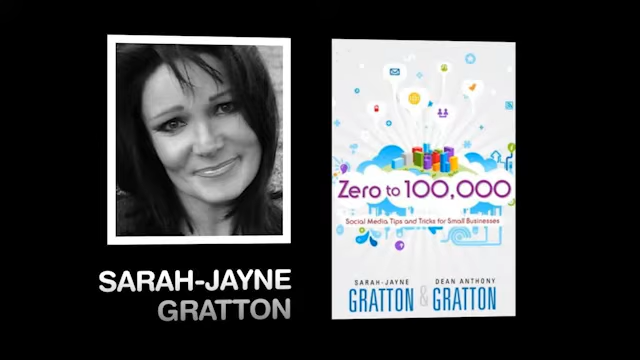 SARAH-JAYNE
GRATTON
Zero to 100,000
Social Media Tips and Tricks for Small Businesses
SARAH-JAYNE
GRATTON
&
DEAN ANTHONY
GRATTON